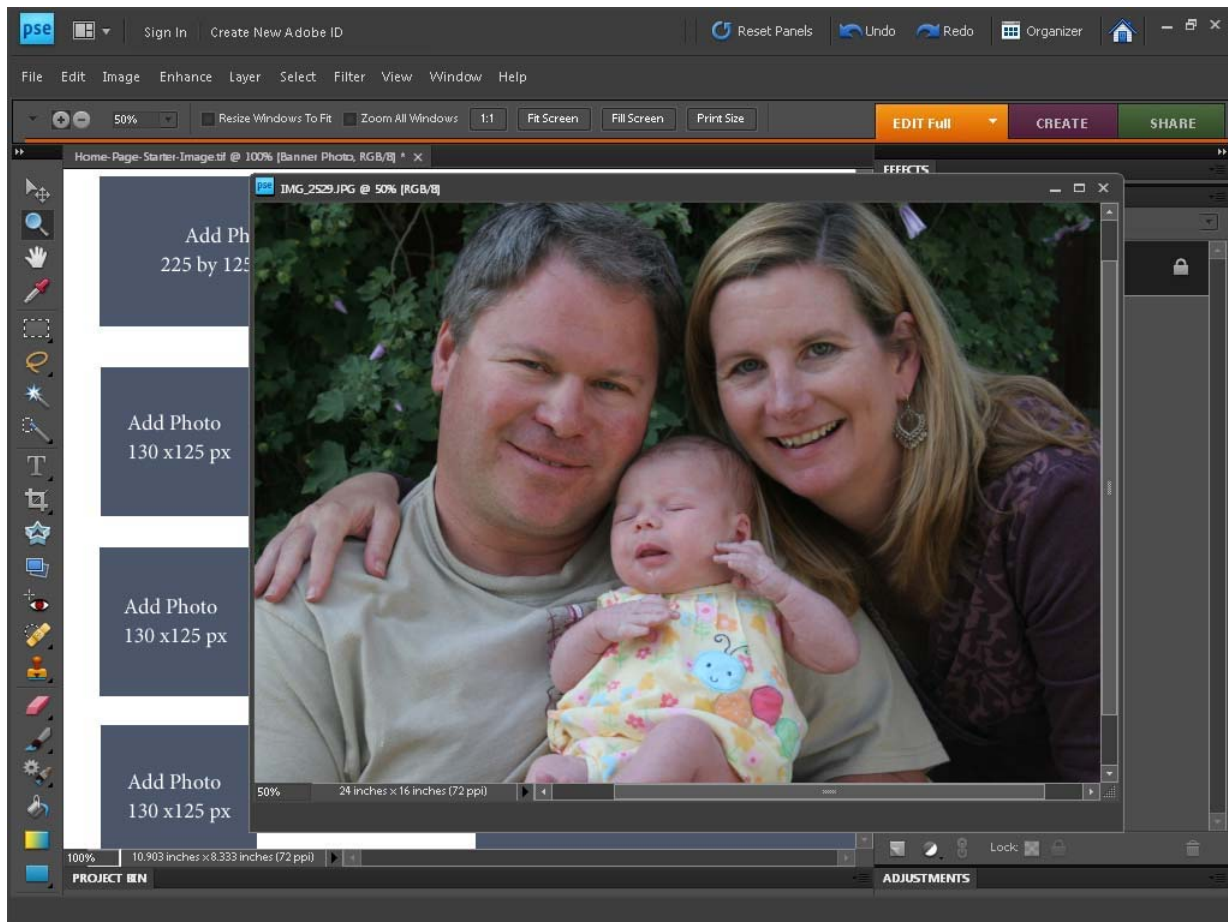 pse Sign In Create New Adobe ID Reset Panels Undo Redo Organizer
File Edit Image Enhance Layer Select Filter View Window Help
50% Resize Windows To Fit Zoom All Windows 1:1 Fit Screen Fill Screen Print Size EDIT Full CREATE SHARE
Home-Page-Starter-Image.tif @ 100% [Banner Photo, RGB/8] *
EFFECTS
pse IMG_2529.JPG @ 50% [RGB/8]
Add Ph
225 by 125
Add Photo
130 x125 px
Add Photo
130 x125 px
Add Photo
130 x125 px
50% 24 inches x 16 inches (72 ppi)
100% 10.903 inches x 8.333 inches (72 ppi)
Lock:
PROJECT BIN
ADJUSTMENTS